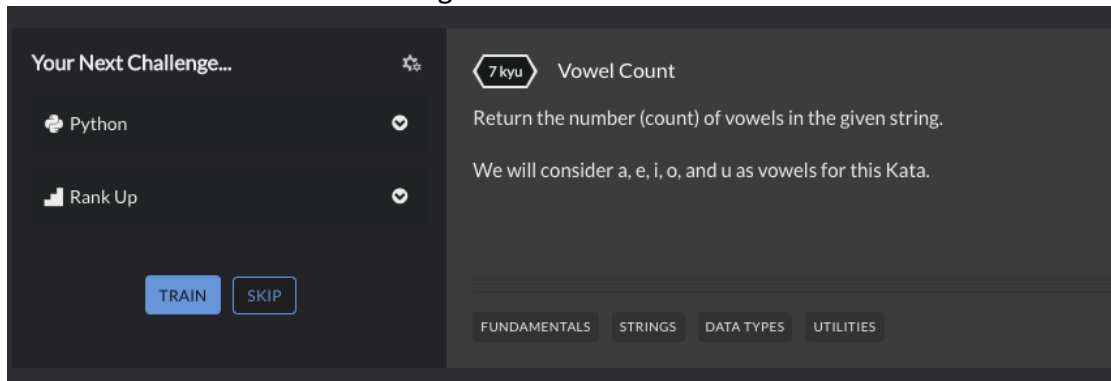 Your Next Challenge...
Python
Rank Up
TRAIN
SKIP
7 kyu
Vowel Count
Return the number (count) of vowels in the given string.
We will consider a, e, i, o, and u as vowels for this Kata.
FUNDAMENTALS
STRINGS
DATA TYPES
UTILITIES